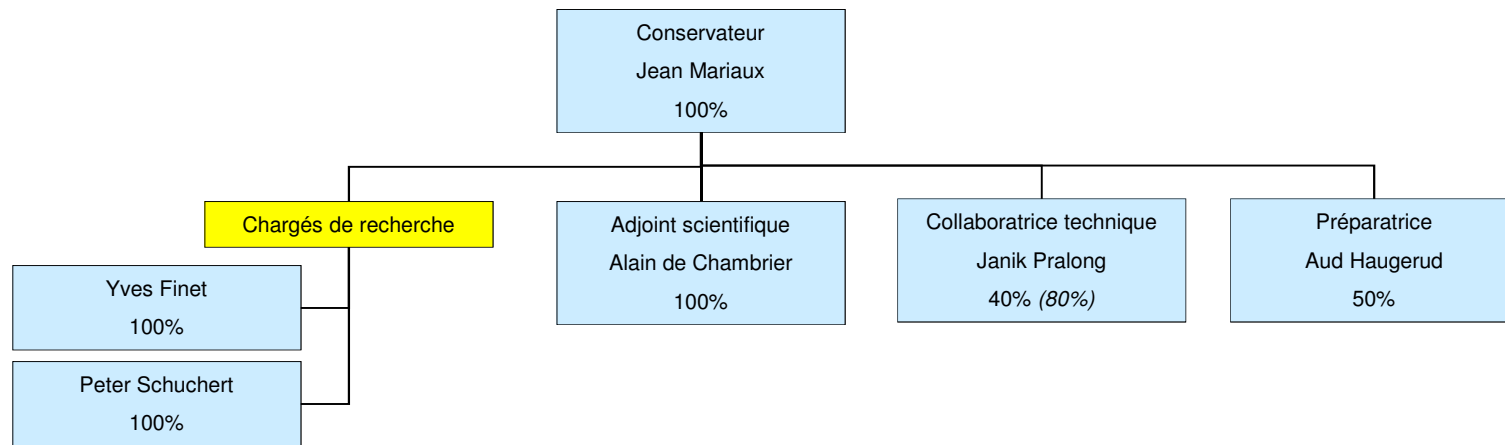 Conservateur
Jean Mariaux
100%
Chargés de recherche
Yves Finet
100%
Peter Schuchert
100%
Adjoint scientifique
Alain de Chambrier
100%
Collaboratrice technique
Janik Pralong
40% (80%)
Préparatrice
Aud Haugerud
50%